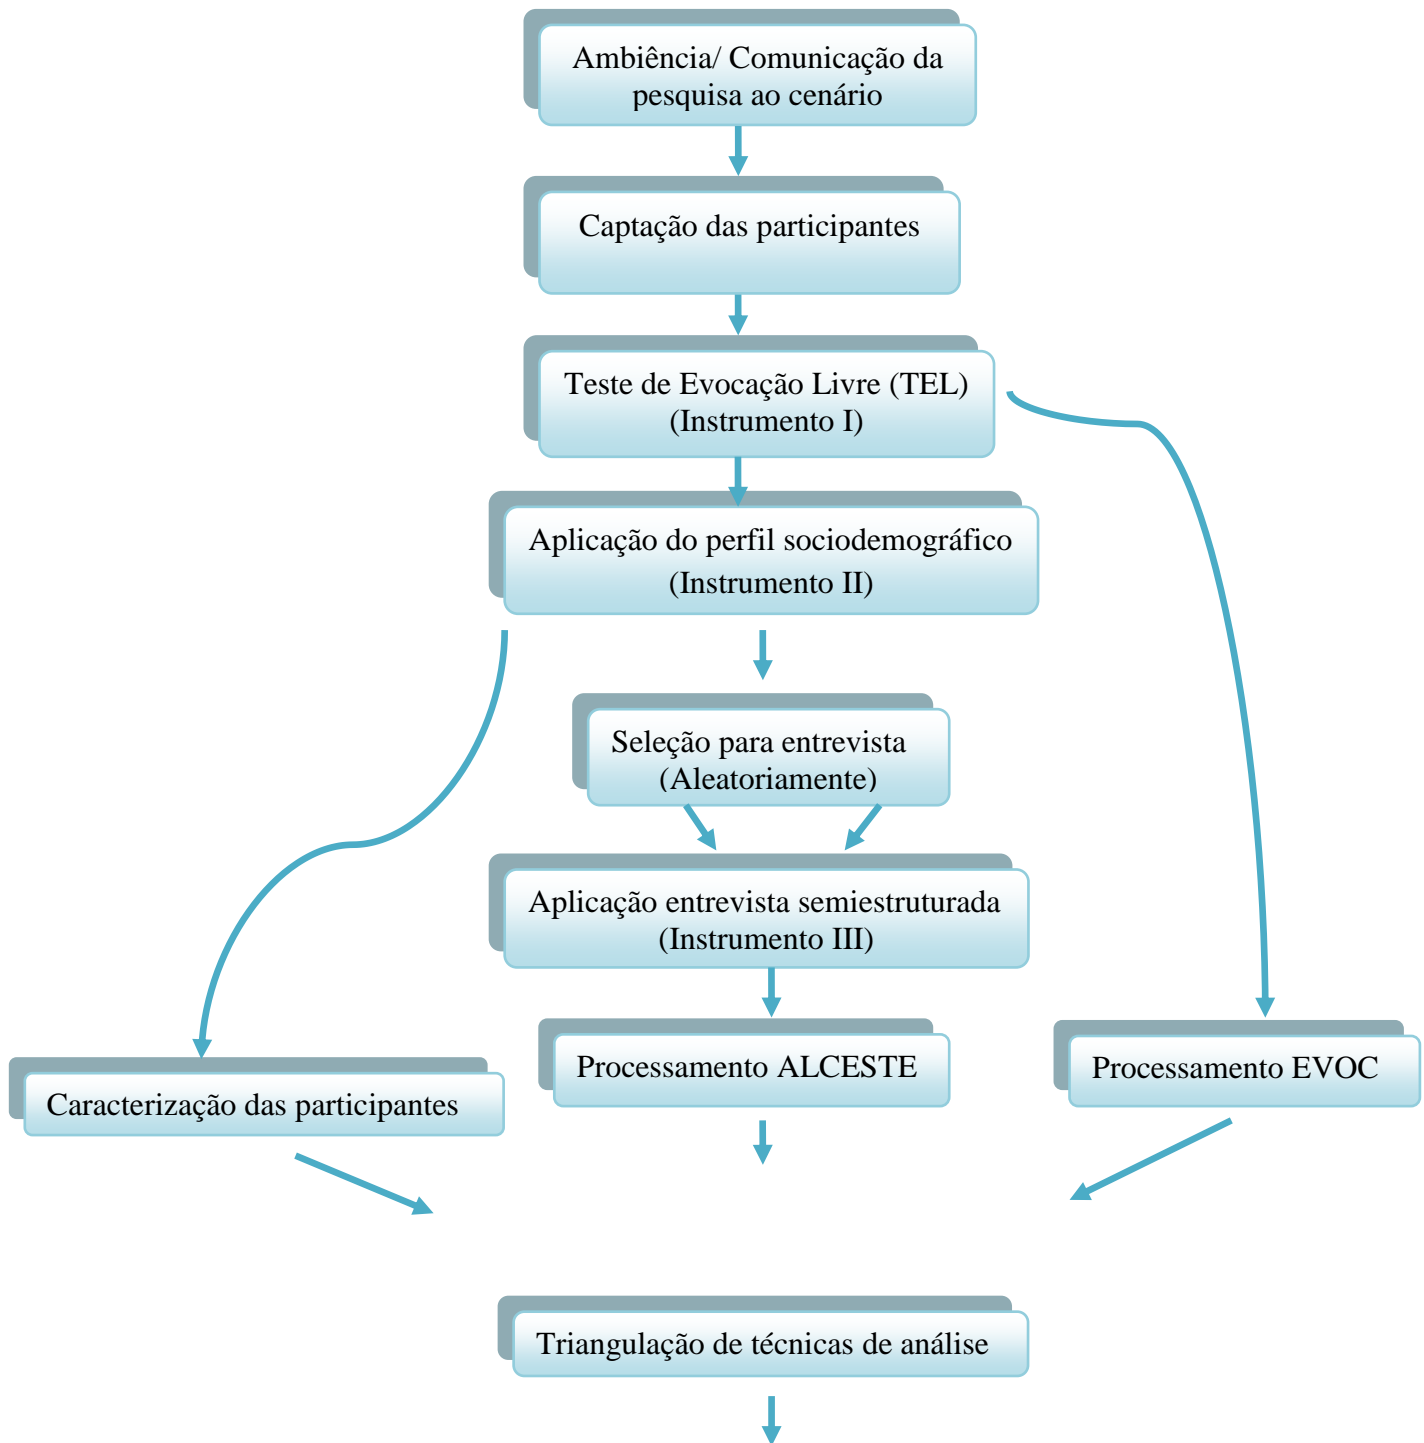 Ambiência/ Comunicação da
pesquisa ao cenário
Captação das participantes
Teste de Evocação Livre (TEL)
(Instrumento I)
Aplicação do perfil sociodemográfico
(Instrumento II)
Seleção para entrevista
(Aleatoriamente)
Aplicação entrevista semiestruturada
(Instrumento III)
Processamento ALCESTE
Processamento EVOC
Caracterização das participantes
Triangulação de técnicas de análise